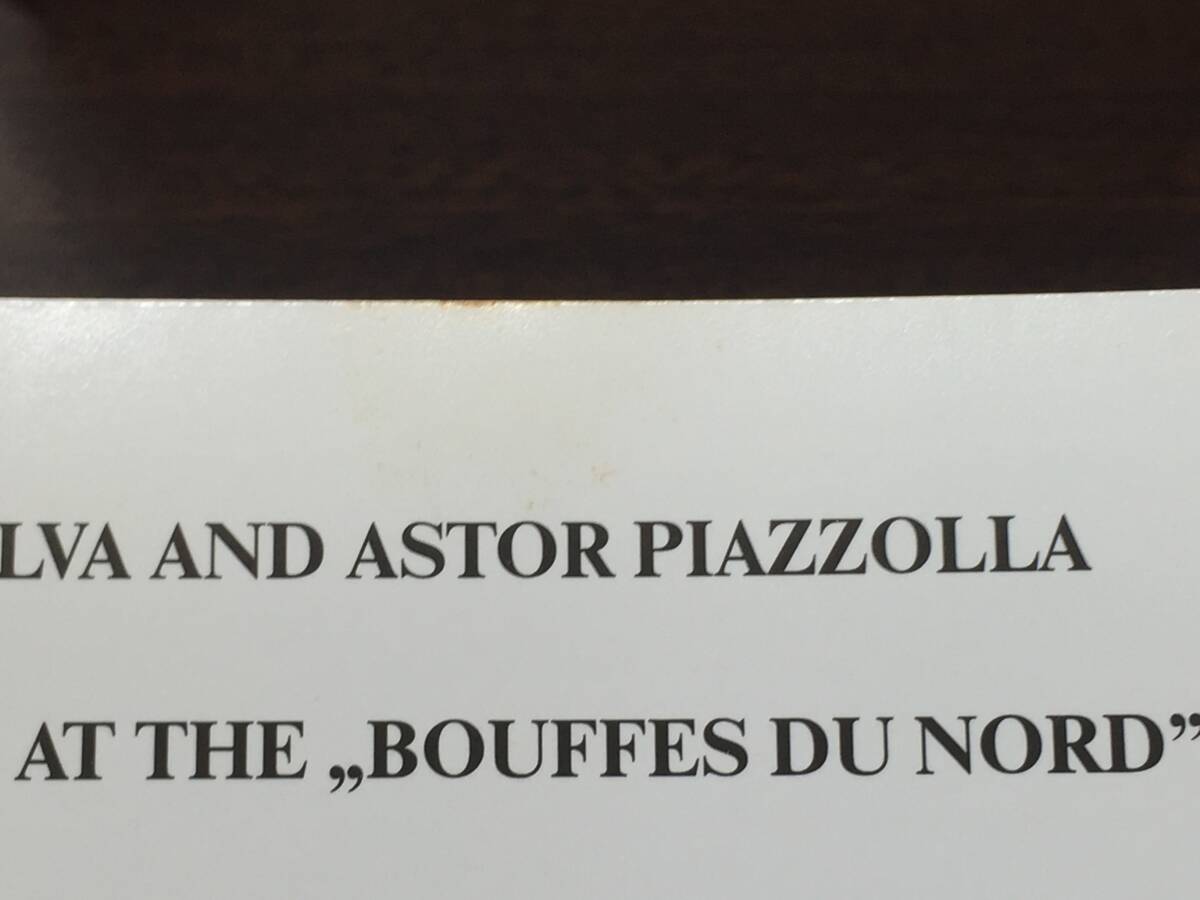 LVA AND ASTOR PIAZZOLLA
AT THE „BOUFFES DU NORD”